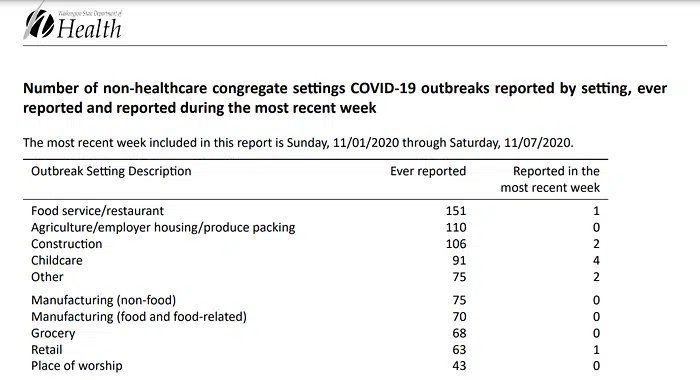 Washington State Department of
Health
Number of non-healthcare congregate settings COVID-19 outbreaks reported by setting, ever
reported and reported during the most recent week
The most recent week included in this report is Sunday, 11/01/2020 through Saturday, 11/07/2020.
Outbreak Setting Description Ever reported Reported in the
most recent week
Food service/restaurant 151 1
Agriculture/employer housing/produce packing 110 0
Construction 106 2
Childcare 91 4
Other 75 2
Manufacturing (non-food) 75 0
Manufacturing (food and food-related) 70 0
Grocery 68 0
Retail 63 1
Place of worship 43 0